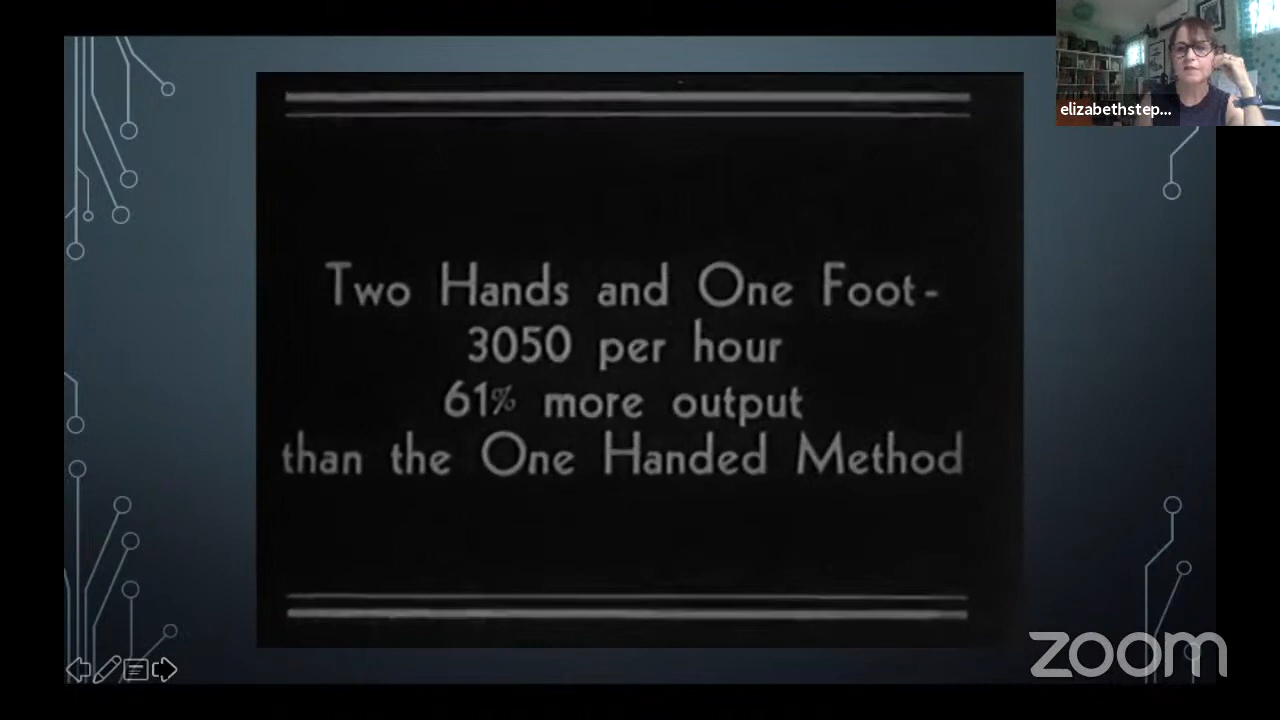 elizabethstep...
Two Hands and One Foot-
3050 per hour
61% more output
than the One Handed Method
zoom